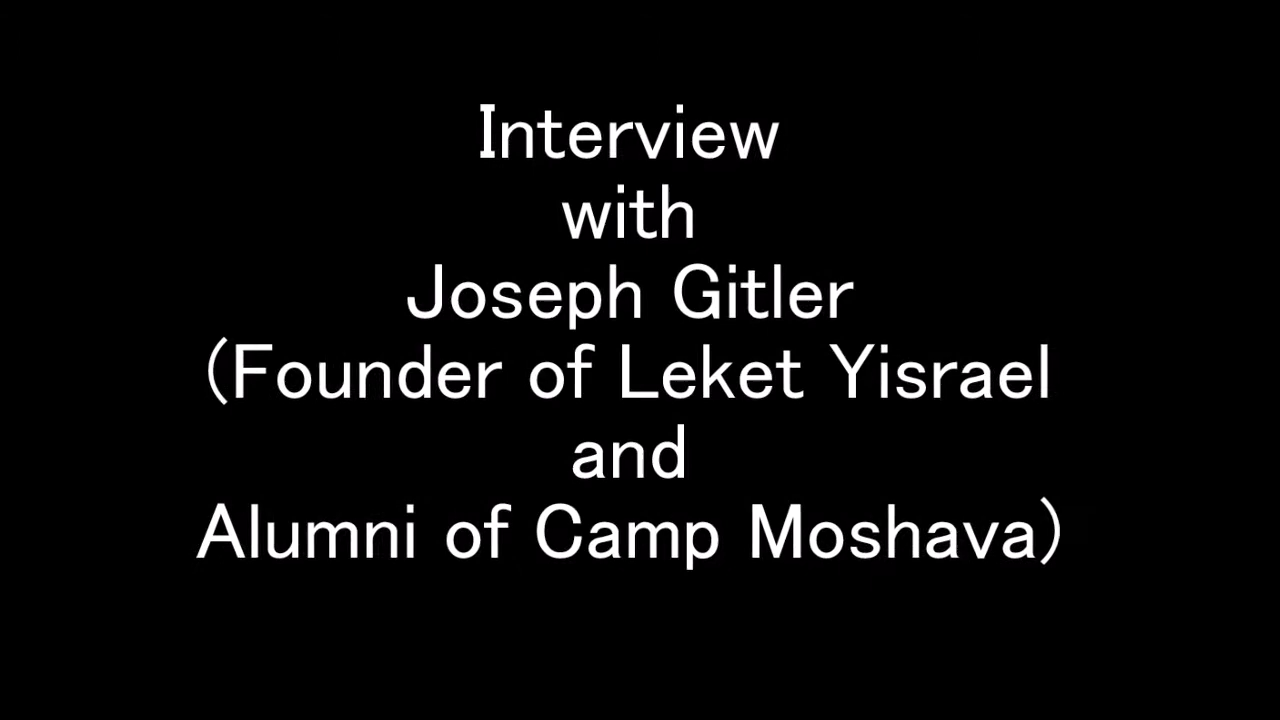 Interview
with
Joseph Gitler
(Founder of Leket Yisrael
and
Alumni of Camp Moshava)